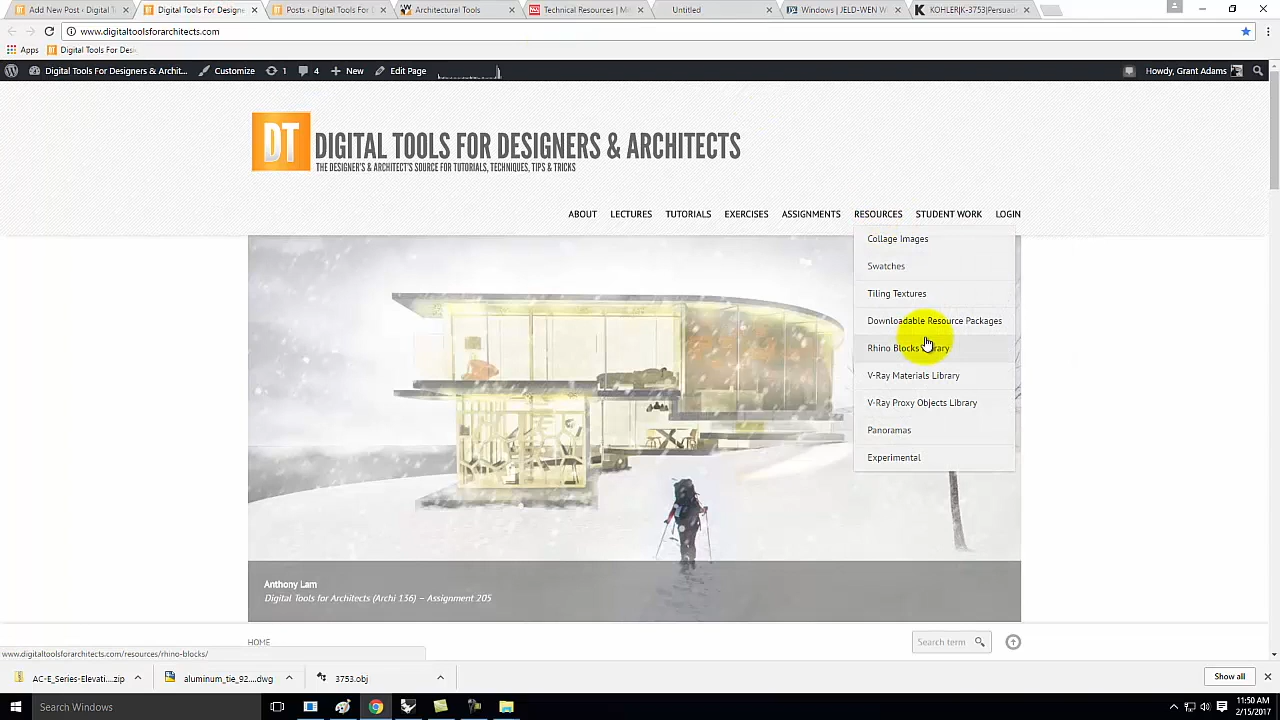 Add New Post ‹ Digital T
Digital Tools For Designe
Posts ‹ Digital Tools For D
Architectural Tools
Technical Resources | M
Untitled
Windows | JELD-WEN W
KOHLER|K-3753|Persuade
www.digitaltoolsforarchitects.com
Apps
Digital Tools For Desi
Digital Tools For Designers & Archit...
Customize
1
4
New
Edit Page
Howdy, Grant Adams
DT
DIGITAL TOOLS FOR DESIGNERS & ARCHITECTS
THE DESIGNER'S & ARCHITECT'S SOURCE FOR TUTORIALS, TECHNIQUES, TIPS & TRICKS
ABOUT
LECTURES
TUTORIALS
EXERCISES
ASSIGNMENTS
RESOURCES
STUDENT WORK
LOGIN
Collage Images
Swatches
Tiling Textures
Downloadable Resource Packages
Rhino Blocks Library
V-Ray Materials Library
V-Ray Proxy Objects Library
Panoramas
Experimental
Anthony Lam
Digital Tools for Architects (Archi 136) – Assignment 205
HOME
Search term
www.digitaltoolsforarchitects.com/resources/rhino-blocks/
AC-E_Series-Elevati....zip
aluminum_tie_92....dwg
3753.obj
Show all
Search Windows
11:50 AM
2/15/2017